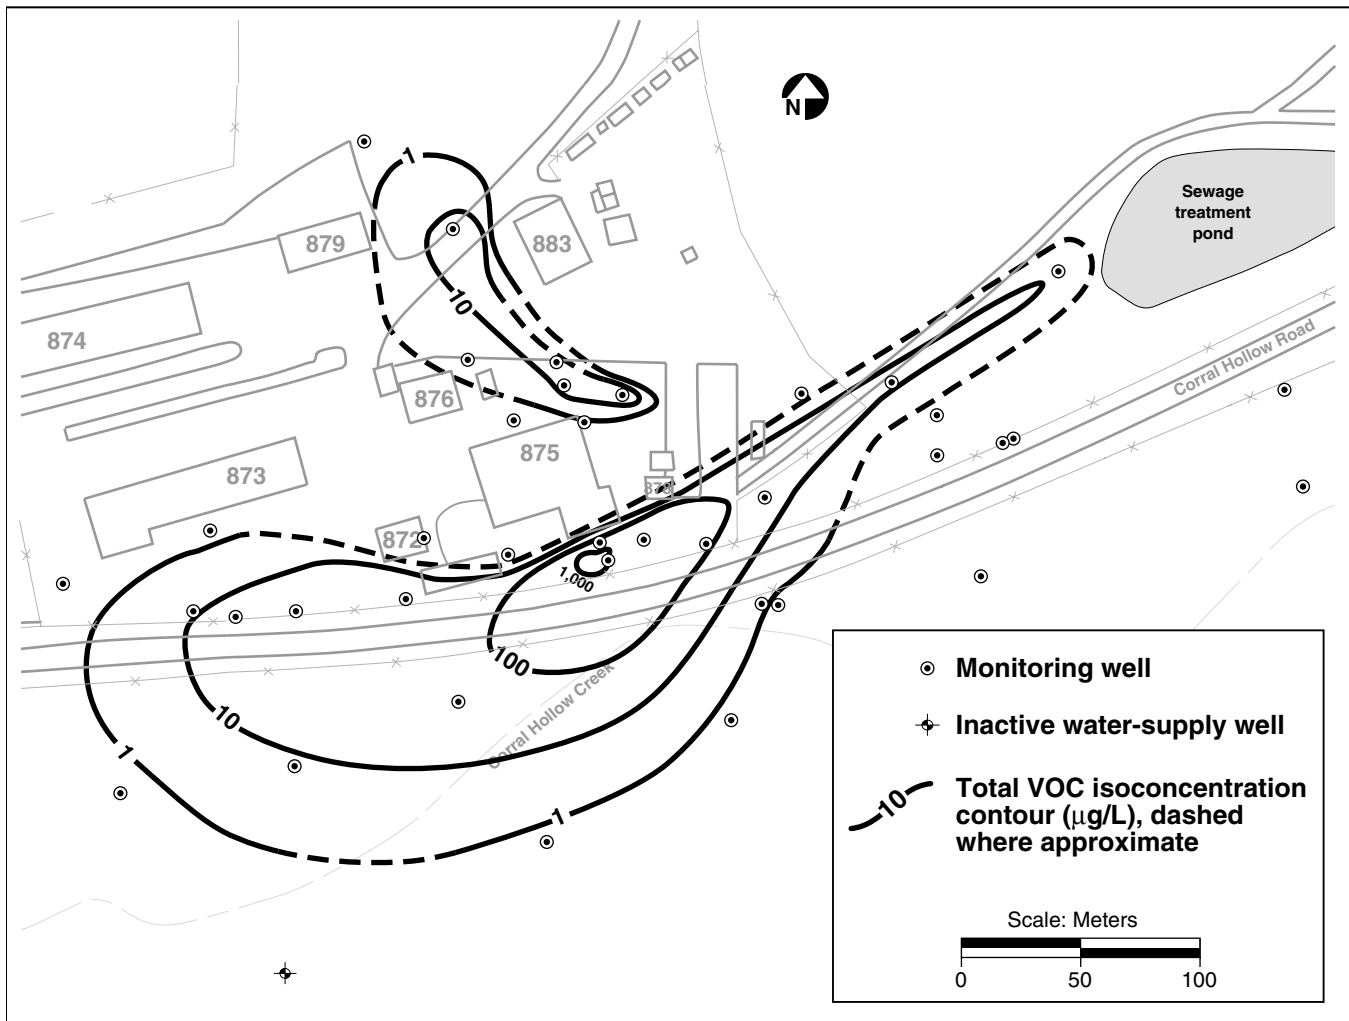 N
1
Sewage
treatment
pond
879
883
10
874
Corral Hollow Road
876
875
873
878
872
1,000
100
10
Corral Hollow Creek
1
1
Monitoring well
Inactive water-supply well
10
Total VOC isoconcentration
contour (µg/L), dashed
where approximate
Scale: Meters
0 50 100